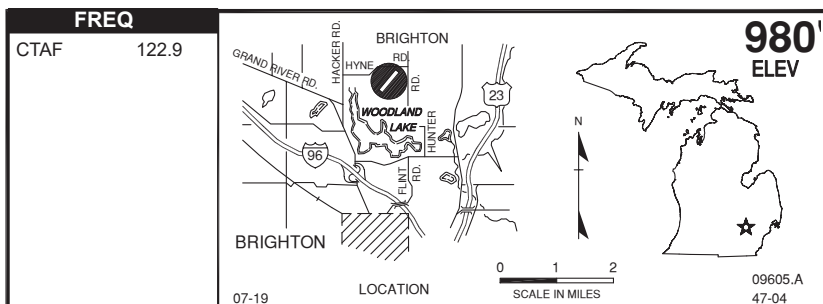 FREQ
CTAF 122.9
BRIGHTON
980'
ELEV
HACKER RD.
GRAND RIVER RD.
HYNE RD.
WOODLAND
LAKE
HUNTER RD.
23
96
FLINT RD.
N
BRIGHTON
07-19
LOCATION
0 1 2
SCALE IN MILES
09605.A
47-04